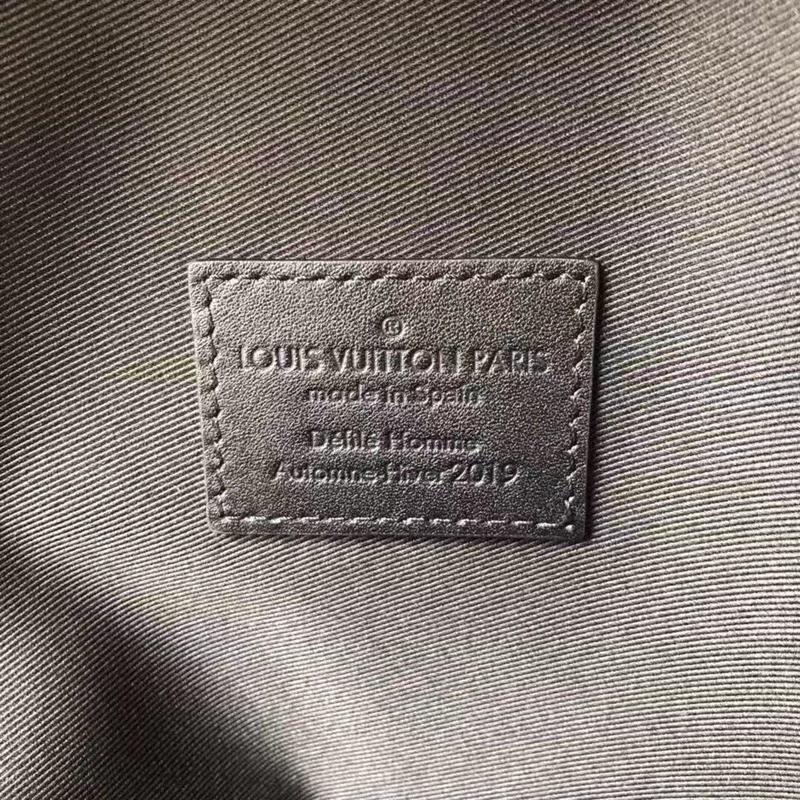 ®
LOUIS VUITTON PARIS
made in Spain
Défilé Homme
Automne-Hiver 2019